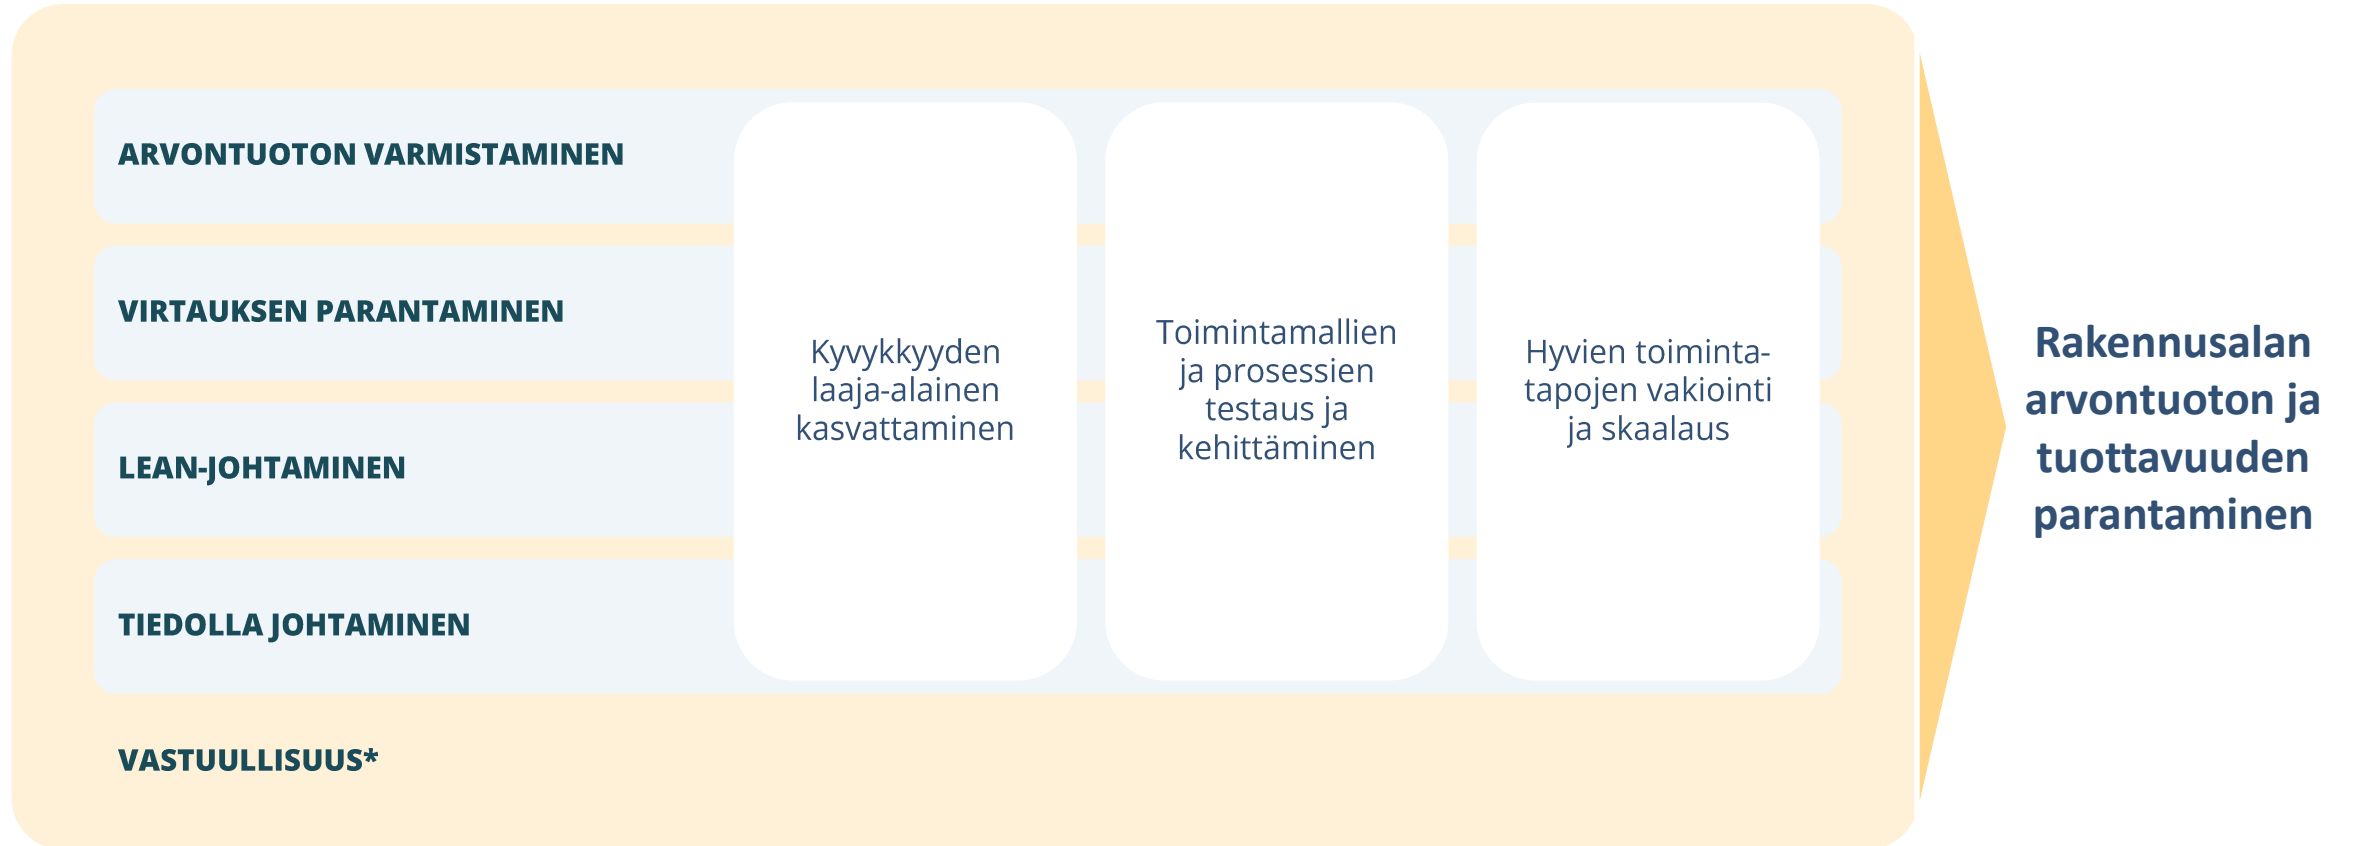 ARVONTUOTON VARMISTAMINEN
VIRTAUKSEN PARANTAMINEN
LEAN-JOHTAMINEN
TIEDOLLA JOHTAMINEN
VASTUULLISUUS*
Kyvykkyyden
laaja-alainen
kasvattaminen
Toimintamallien
ja prosessien
testaus ja
kehittäminen
Hyvien toiminta-
tapojen vakiointi
ja skaalaus
Rakennusalan
arvontuoton ja
tuottavuuden
parantaminen